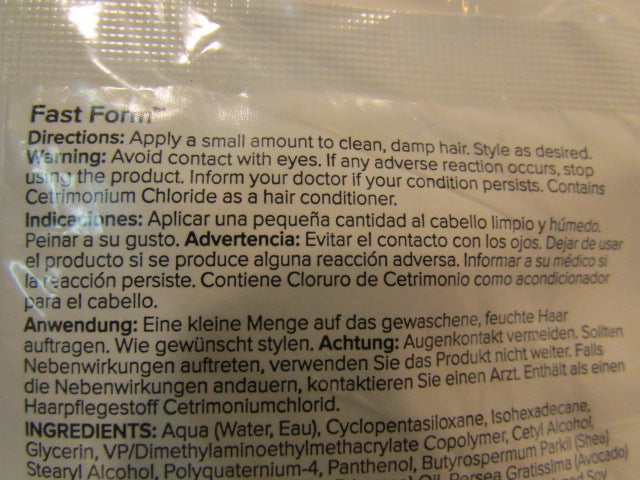 Fast Form™
Directions: Apply a small amount to clean, damp hair. Style as desired.
Warning: Avoid contact with eyes. If any adverse reaction occurs, stop
using the product. Inform your doctor if your condition persists. Contains
Cetrimonium Chloride as a hair conditioner.
Indicaciones: Aplicar una pequeña cantidad al cabello limpio y húmedo.
Peinar a su gusto. Advertencia: Evitar el contacto con los ojos. Dejar de usar
el producto si se produce alguna reacción adversa. Informar a su médico si
la reacción persiste. Contiene Cloruro de Cetrimonio como acondicionador
para el cabello.
Anwendung: Eine kleine Menge auf das gewaschene, feuchte Haar
auftragen. Wie gewünscht stylen. Achtung: Augenkontakt vermeiden. Sollten
Nebenwirkungen auftreten, verwenden Sie das Produkt nicht weiter. Falls
die Nebenwirkungen andauern, kontaktieren Sie einen Arzt. Enthält als einen
Haarpflegestoff Cetrimoniumchlorid.
INGREDIENTS: Aqua (Water, Eau), Cyclopentasiloxane, Isohexadecane,
Glycerin, VP/Dimethylaminoethylmethacrylate Copolymer, Cetyl Alcohol,
Stearyl Alcohol, Polyquaternium-4, Panthenol, Butyrospermum Parkii (Shea)
Oil, Persea Gratissima (Avocado)